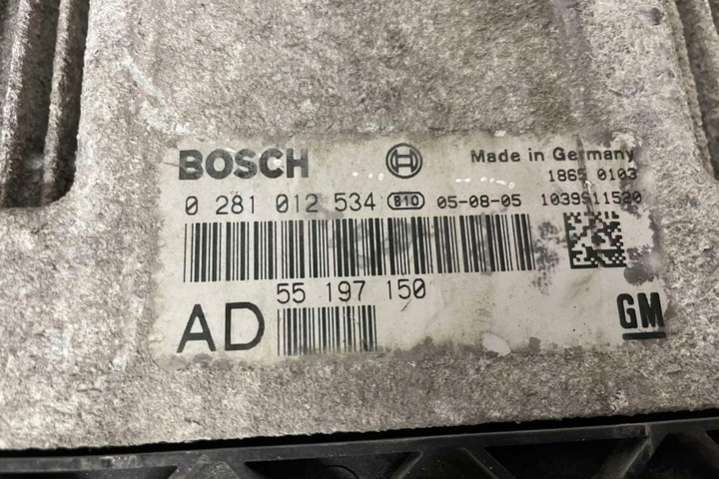 BOSCH
Made in Germany
1865 0103
0 281 012 534 B10 05-08-05 1039S11520
55 197 150
AD
GM